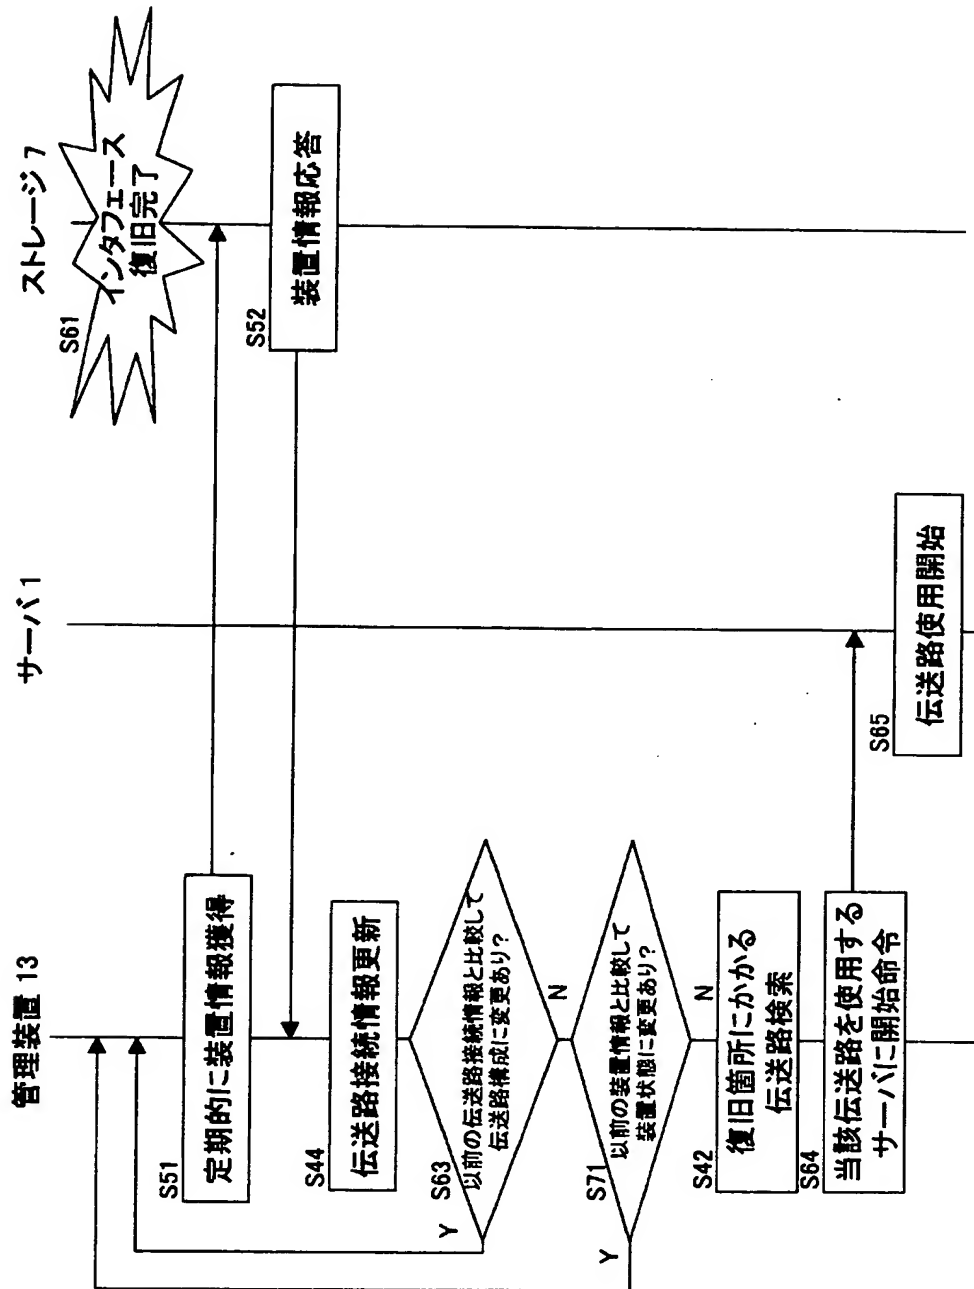 管理装置 13
サーバ 1
ストレージ 7
S61
インタフェース
復旧完了
S51
定期的に装置情報獲得
S52
装置情報応答
S44
伝送路接続情報更新
S63
以前の伝送路接続情報と比較して
伝送路構成に変更あり?
Y
N
S71
以前の装置情報と比較して
装置状態に変更あり?
Y
N
S42
復旧箇所にかかる
伝送路検索
S64
当該伝送路を使用する
サーバに開始命令
S65
伝送路使用開始